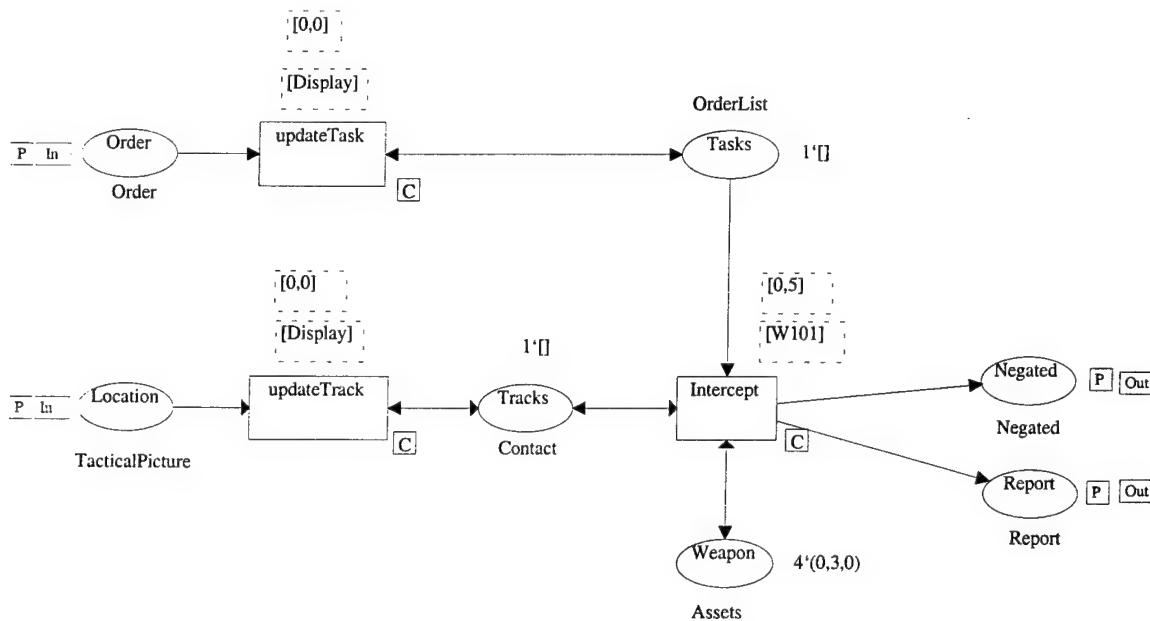 [0,0]
[Display]
OrderList
P In Order updateTask Tasks 1‘[]
Order
C
[0,0]
[0,5]
[Display]
[W101]
1‘[]
P In Location updateTrack Tracks Intercept Negated P Out
C Contact C Negated
TacticalPicture
Report P Out
Report
Weapon 4‘(0,3,0)
Assets